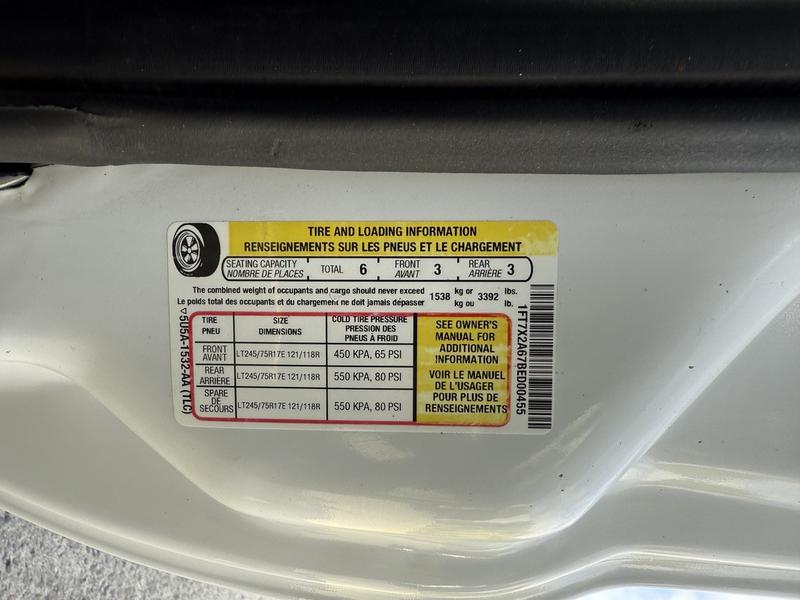 TIRE AND LOADING INFORMATION
RENSEIGNEMENTS SUR LES PNEUS ET LE CHARGEMENT
SEATING CAPACITY
NOMBRE DE PLACES
TOTAL 6
FRONT
AVANT 3
REAR
ARRIÈRE 3
The combined weight of occupants and cargo should never exceed 1538 kg or 3392 lbs.
Le poids total des occupants et du chargement ne doit jamais dépasser kg ou lb.
TIRE
PNEU
SIZE
DIMENSIONS
COLD TIRE PRESSURE
PRESSION DES
PNEUS À FROID
FRONT
AVANT
LT245/75R17E 121/118R
450 KPA, 65 PSI
REAR
ARRIÈRE
LT245/75R17E 121/118R
550 KPA, 80 PSI
SPARE
DE
SECOURS
LT245/75R17E 121/118R
550 KPA, 80 PSI
SEE OWNER'S
MANUAL FOR
ADDITIONAL
INFORMATION
VOIR LE MANUEL
DE L'USAGER
POUR PLUS DE
RENSEIGNEMENTS
5U5A-1532-AA (TLC)
1FT7X2A67BED00455